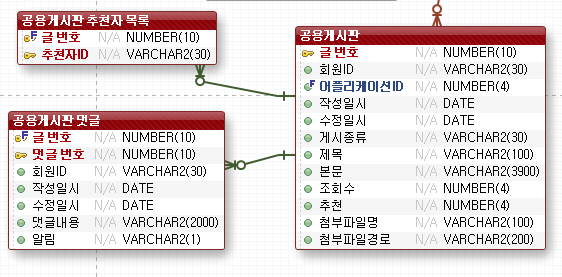 공용게시판 추천자 목록
글 번호 N/A NUMBER(10)
추천자ID N/A VARCHAR2(30)
공용게시판 댓글
글 번호 N/A NUMBER(10)
댓글 번호 N/A NUMBER(10)
회원ID N/A VARCHAR2(30)
작성일시 N/A DATE
수정일시 N/A DATE
댓글내용 N/A VARCHAR2(2000)
알림 N/A VARCHAR2(1)
공용게시판
글 번호 N/A NUMBER(10)
회원ID N/A VARCHAR2(30)
어플리케이션ID N/A NUMBER(4)
작성일시 N/A DATE
수정일시 N/A DATE
게시종류 N/A VARCHAR2(30)
제목 N/A VARCHAR2(100)
본문 N/A VARCHAR2(3900)
조회수 N/A NUMBER(4)
추천 N/A NUMBER(4)
첨부파일명 N/A VARCHAR2(100)
첨부파일경로 N/A VARCHAR2(200)